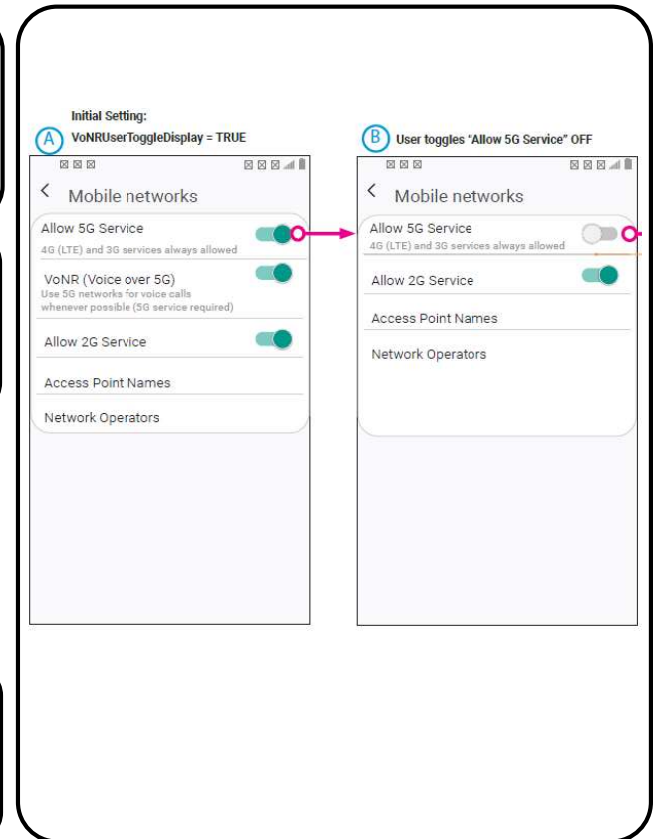 Initial Setting:
A VoNRUserToggleDisplay = TRUE
Mobile networks
Allow 5G Service
4G (LTE) and 3G services always allowed
VoNR (Voice over 5G)
Use 5G networks for voice calls
whenever possible (5G service required)
Allow 2G Service
Access Point Names
Network Operators
B User toggles "Allow 5G Service" OFF
Mobile networks
Allow 5G Service
4G (LTE) and 3G services always allowed
Allow 2G Service
Access Point Names
Network Operators